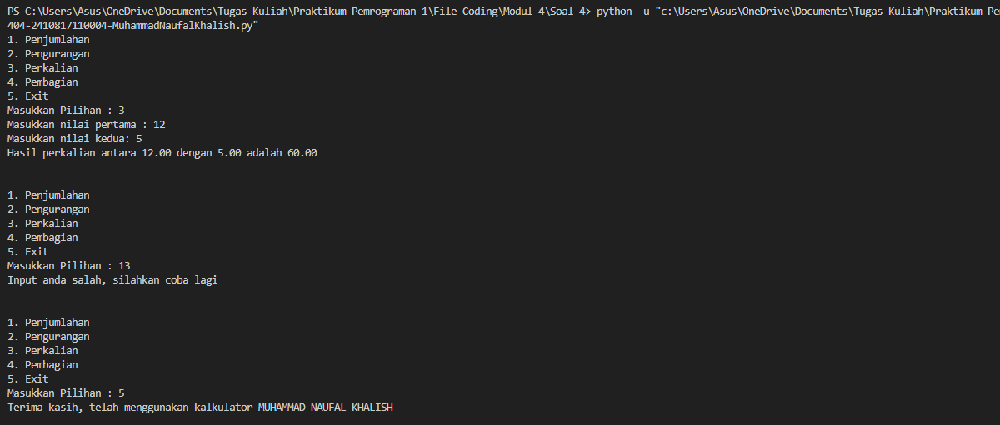 PS C:\Users\Asus\OneDrive\Documents\Tugas Kuliah\Praktikum Pemrograman 1\File Coding\Modul-4\Soal 4> python -u "c:\Users\Asus\OneDrive\Documents\Tugas Kuliah\Praktikum Pe
404-2410817110004-MuhammadNaufalKhalish.py"
1. Penjumlahan
2. Pengurangan
3. Perkalian
4. Pembagian
5. Exit
Masukkan Pilihan : 3
Masukkan nilai pertama : 12
Masukkan nilai kedua: 5
Hasil perkalian antara 12.00 dengan 5.00 adalah 60.00
1. Penjumlahan
2. Pengurangan
3. Perkalian
4. Pembagian
5. Exit
Masukkan Pilihan : 13
Input anda salah, silahkan coba lagi
1. Penjumlahan
2. Pengurangan
3. Perkalian
4. Pembagian
5. Exit
Masukkan Pilihan : 5
Terima kasih, telah menggunakan kalkulator MUHAMMAD NAUFAL KHALISH